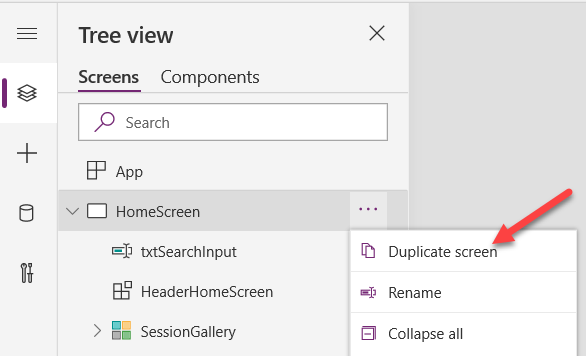 Tree view
Screens Components
Search
App
HomeScreen
Duplicate screen
txtSearchInput
Rename
HeaderHomeScreen
Collapse all
SessionGallery